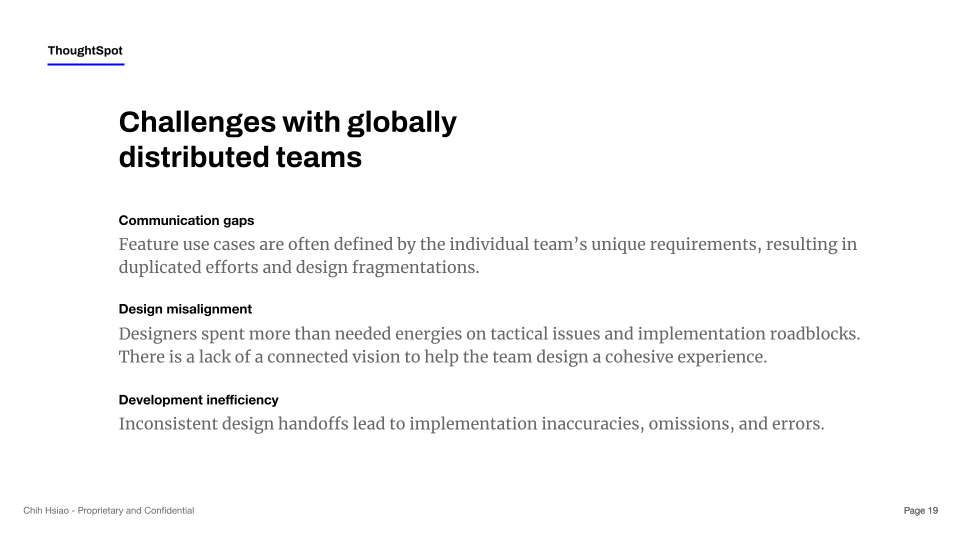 ThoughtSpot
Challenges with globally
distributed teams
Communication gaps
Feature use cases are often defined by the individual team’s unique requirements, resulting in
duplicated efforts and design fragmentations.
Design misalignment
Designers spent more than needed energies on tactical issues and implementation roadblocks.
There is a lack of a connected vision to help the team design a cohesive experience.
Development inefficiency
Inconsistent design handoffs lead to implementation inaccuracies, omissions, and errors.
Chih Hsiao - Proprietary and Confidential
Page 19